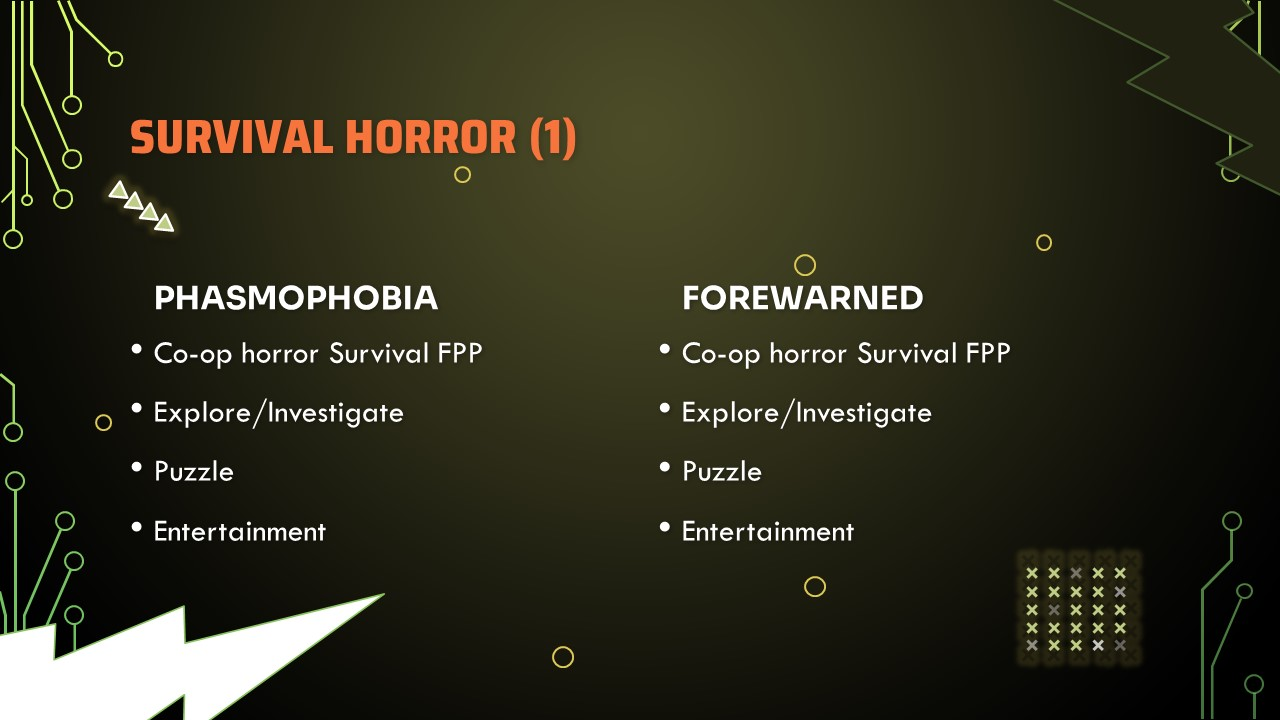 SURVIVAL HORROR (1)
PHASMOPHOBIA
• Co-op horror Survival FPP
• Explore/Investigate
• Puzzle
• Entertainment
FOREWARNED
• Co-op horror Survival FPP
• Explore/Investigate
• Puzzle
• Entertainment